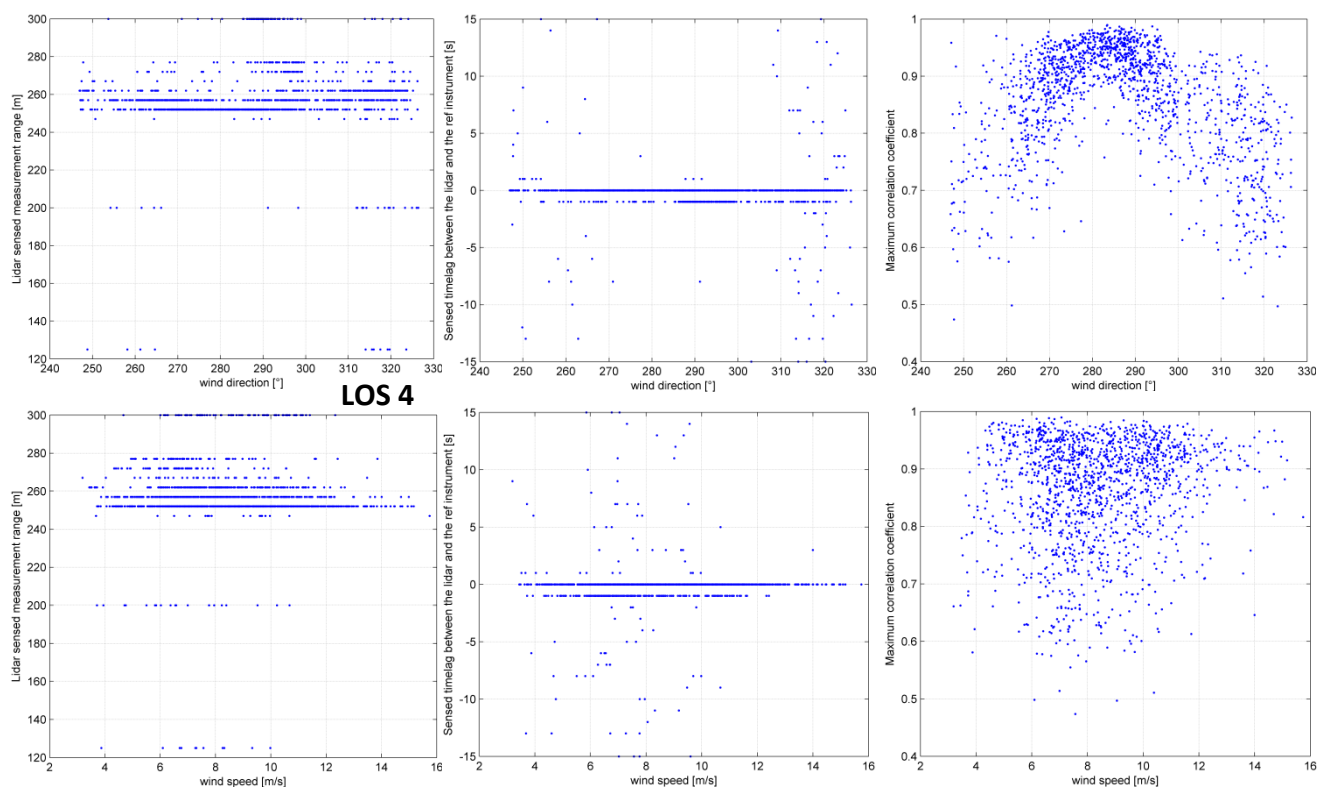 Lidar sensed measurement range [m]
300
280
260
240
220
200
180
160
140
120
240 250 260 270 280 290 300 310 320 330
wind direction [°]
Sensed timelag between the lidar and the ref instrument [s]
15
10
5
0
-5
-10
-15
240 250 260 270 280 290 300 310 320 330
wind direction [°]
Maximum correlation coefficient
1
0.9
0.8
0.7
0.6
0.5
0.4
240 250 260 270 280 290 300 310 320 330
wind direction [°]
LOS 4
Lidar sensed measurement range [m]
300
280
260
240
220
200
180
160
140
120
2 4 6 8 10 12 14 16
wind speed [m/s]
Sensed timelag between the lidar and the ref instrument [s]
15
10
5
0
-5
-10
-15
2 4 6 8 10 12 14 16
wind speed [m/s]
Maximum correlation coefficient
1
0.9
0.8
0.7
0.6
0.5
0.4
2 4 6 8 10 12 14 16
wind speed [m/s]